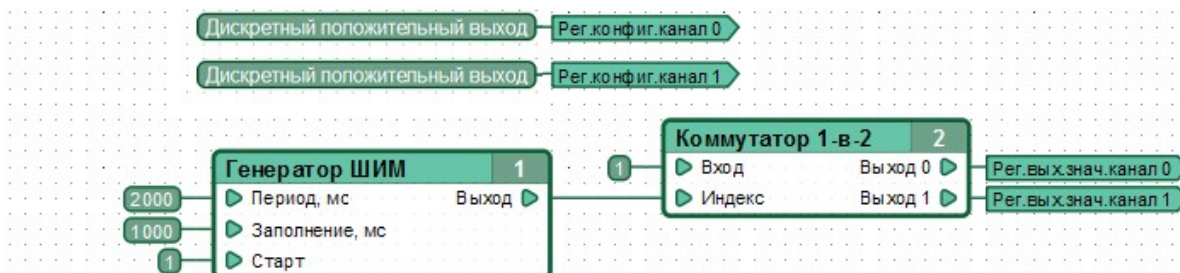 Дискретный положительный выход Рег.конфиг.канал 0
Дискретный положительный выход Рег.конфиг.канал 1
Коммутатор 1-в-2 2
1 Вход Выход 0 Рег.вых.знач.канал 0
Индекс Выход 1 Рег.вых.знач.канал 1
Генератор ШИМ 1
2000 Период, мс Выход
1000 Заполнение, мс
1 Старт